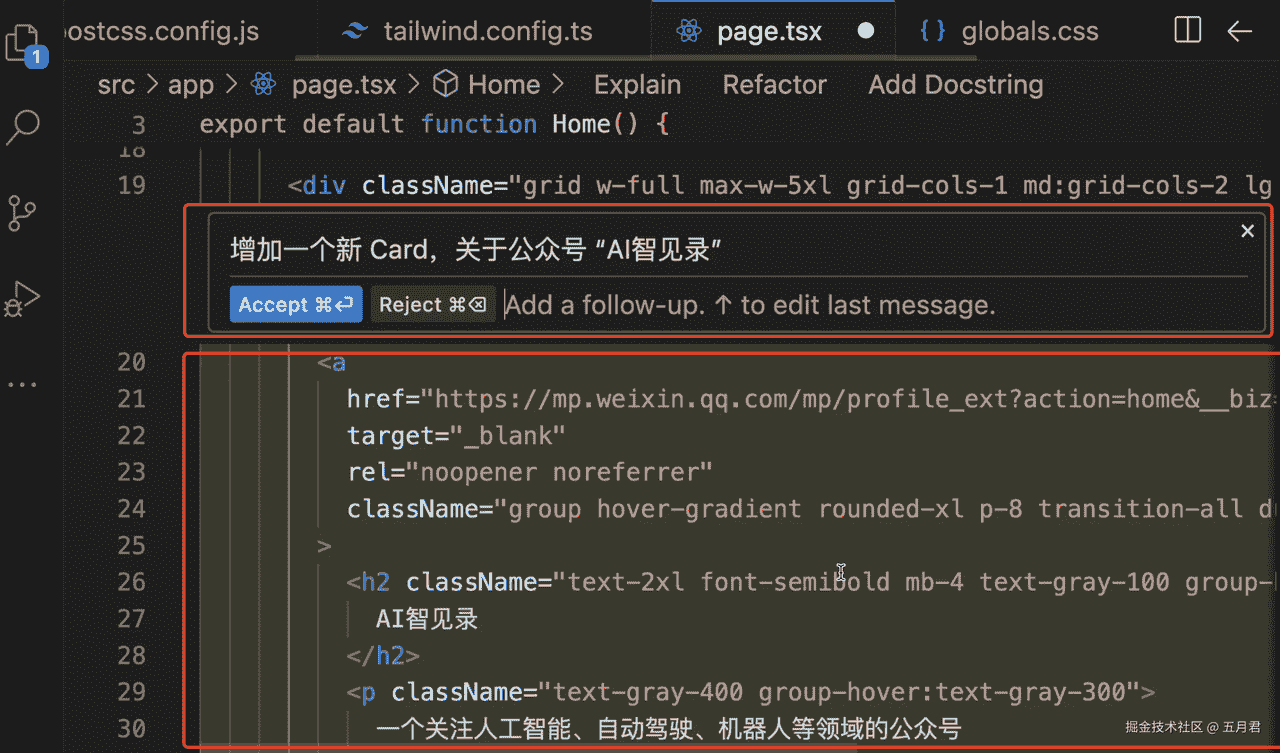 ostcss.config.js
tailwind.config.ts
page.tsx
{ } globals.css
1
src > app > page.tsx > Home > Explain Refactor Add Docstring
3 export default function Home() {
18
19 <div className="grid w-full max-w-5xl grid-cols-1 md:grid-cols-2 lg
增加一个新 Card，关于公众号 “AI智见录”
Accept ⌘⏎ Reject ⌘⌫ Add a follow-up. ↑ to edit last message.
20 <a
21 href="https://mp.weixin.qq.com/mp/profile_ext?action=home&__biz
22 target="_blank"
23 rel="noopener noreferrer"
24 className="group hover-gradient rounded-xl p-8 transition-all d
25 >
26 <h2 className="text-2xl font-semibold mb-4 text-gray-100 group-
27 AI智见录
28 </h2>
29 <p className="text-gray-400 group-hover:text-gray-300">
30 一个关注人工智能、自动驾驶、机器人等领域的公众号
掘金技术社区 @ 五月君